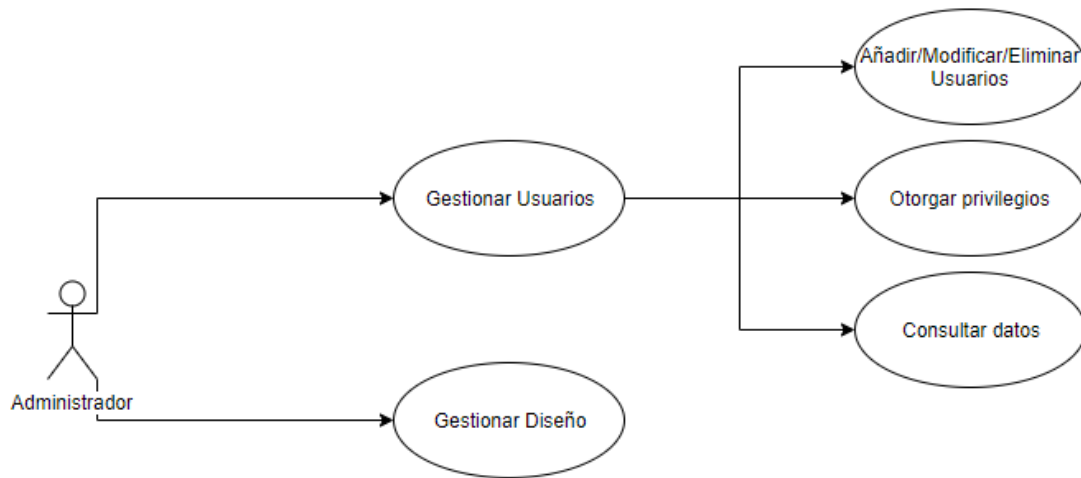 Añadir/Modificar/Eliminar
Usuarios
Gestionar Usuarios
Otorgar privilegios
Consultar datos
Administrador
Gestionar Diseño